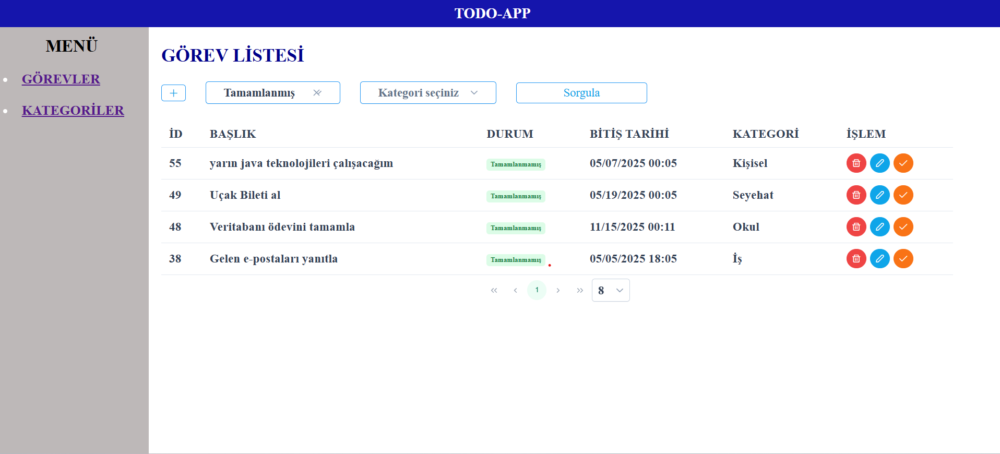 TODO-APP
MENÜ
GÖREVLER
KATEGORİLER
GÖREV LİSTESİ
Tamamlanmış Kategori seçiniz Sorgula
İD BAŞLIK DURUM BİTİŞ TARİHİ KATEGORİ İŞLEM
55 yarın java teknolojileri çalışacağım Tamamlanmamış 05/07/2025 00:05 Kişisel
49 Uçak Bileti al Tamamlanmamış 05/19/2025 00:05 Seyehat
48 Veritabanı ödevini tamamla Tamamlanmamış 11/15/2025 00:11 Okul
38 Gelen e-postaları yanıtla Tamamlanmamış 05/05/2025 18:05 İş
1 8